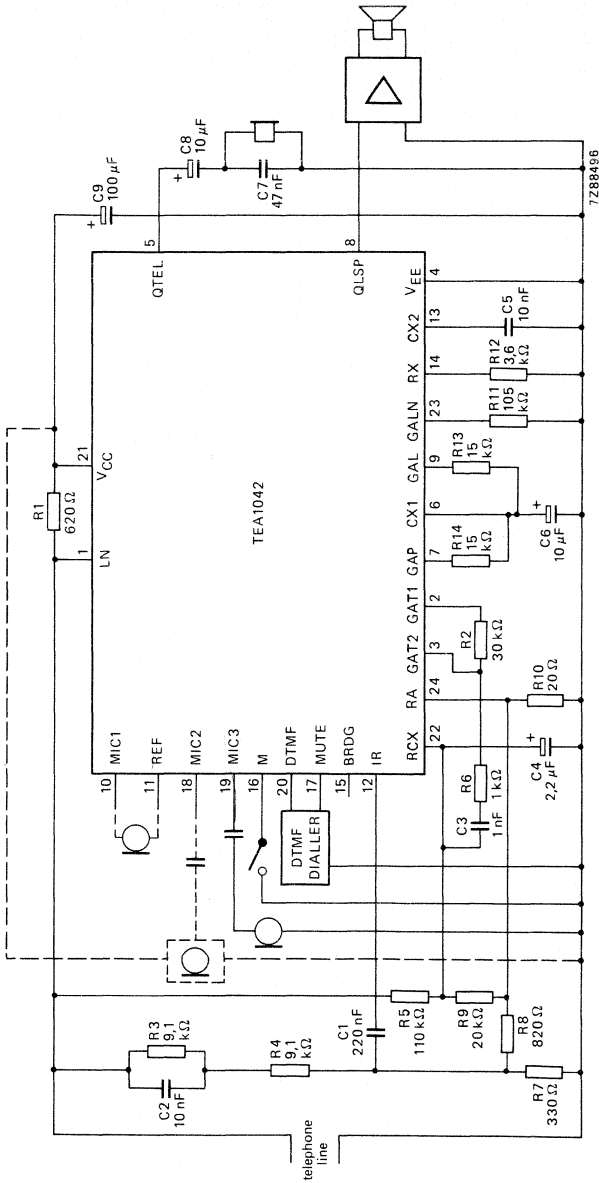 telephone
line
R1
620 Ω
C9
100 μF
C8
10 μF
C7
47 nF
LN
1
VCC
21
QTEL
5
QLSP
8
TEA1042
MIC1
10
REF
11
MIC2
18
MIC3
19
M
16
DTMF
20
MUTE
17
BRDG
15
IR
12
DTMF
DIALLER
RCX
22
RA
24
GAT2
3
GAT1
2
GAP
7
CX1
6
GAL
9
GALN
23
RX
14
CX2
13
VEE
4
R3
9,1
kΩ
C2
10 nF
R4
9,1
kΩ
C1
220 nF
R5
110 kΩ
R9
20 kΩ
R8
820 Ω
R7
330 Ω
C3
1 nF
R6
1 kΩ
R2
30 kΩ
C4
2,2 μF
+
R10
20 Ω
R14
15
kΩ
R13
15
kΩ
C6
10 μF
+
R11
105
kΩ
R12
3,6
kΩ
C5
10 nF
+
+
7Z88496